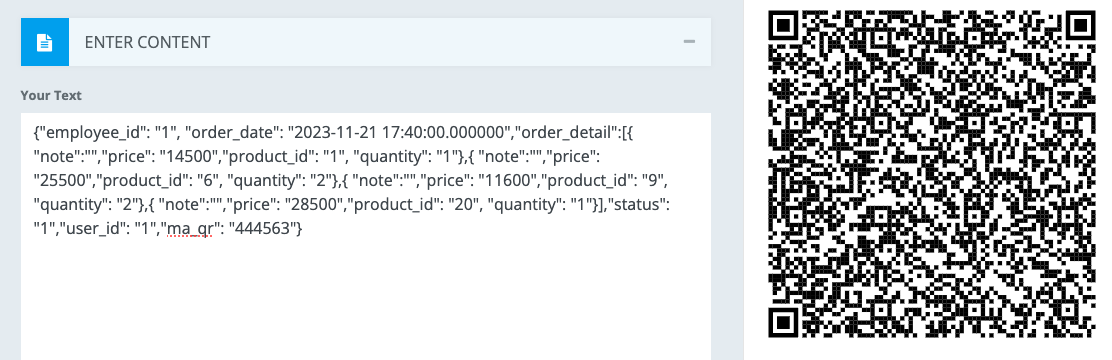 ENTER CONTENT
Your Text
{"employee_id": "1", "order_date": "2023-11-21 17:40:00.000000","order_detail":[{
"note":"","price": "14500","product_id": "1", "quantity": "1"},{ "note":"","price":
"25500","product_id": "6", "quantity": "2"},{ "note":"","price": "11600","product_id": "9",
"quantity": "2"},{ "note":"","price": "28500","product_id": "20", "quantity": "1"}],"status":
"1","user_id": "1","ma_qr": "444563"}